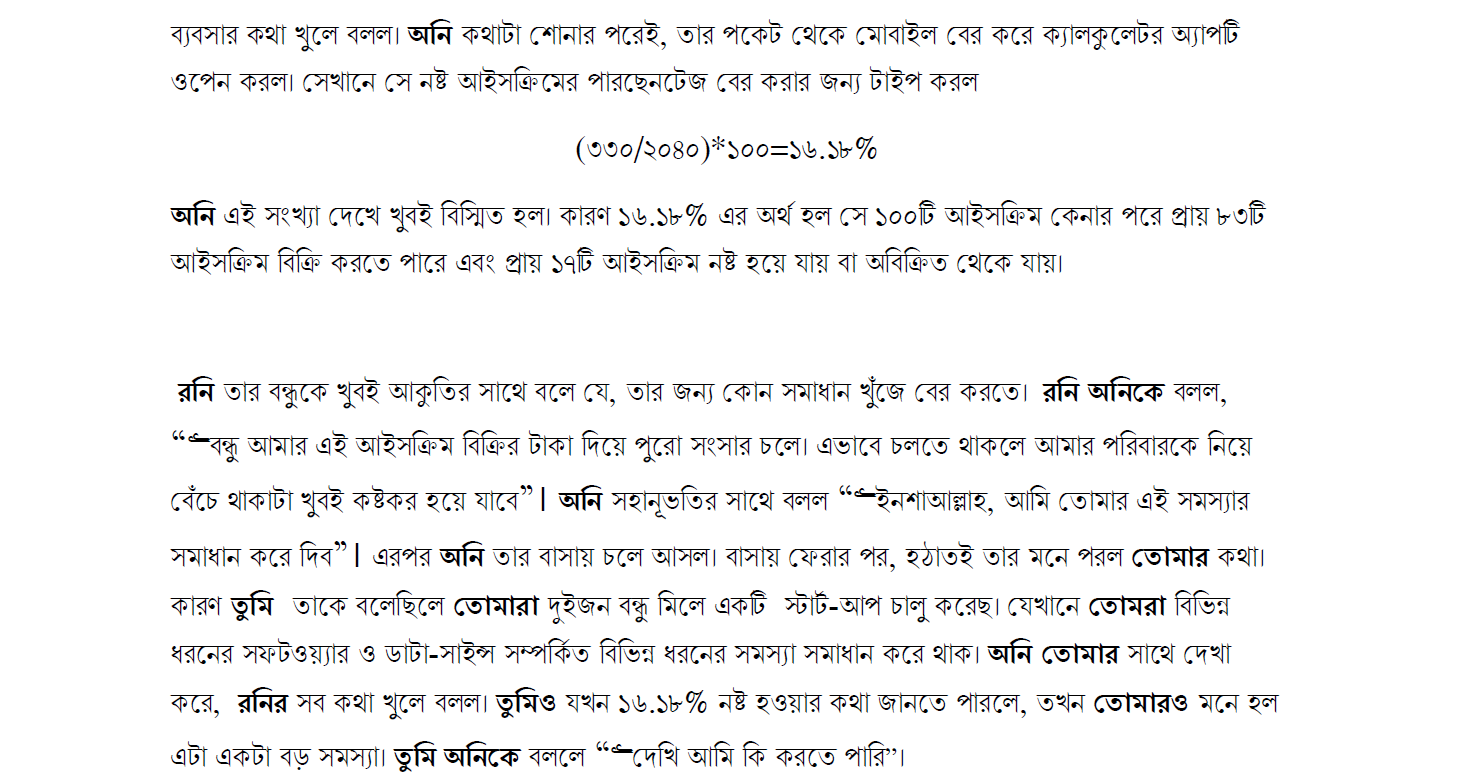 ব্যবসার কথা খুলে বলল। অনি কথাটা শোনার পরেই, তার পকেট থেকে মোবাইল বের করে ক্যালকুলেটর অ্যাপটি
ওপেন করল। সেখানে সে নষ্ট আইসক্রিমের পারছেনটেজ বের করার জন্য টাইপ করল
(৩৩০/২০৪০)*১০০=১৬.১৮%
অনি এই সংখ্যা দেখে খুবই বিস্মিত হল। কারণ ১৬.১৮% এর অর্থ হল সে ১০০টি আইসক্রিম কেনার পরে প্রায় ৮৩টি
আইসক্রিম বিক্রি করতে পারে এবং প্রায় ১৭টি আইসক্রিম নষ্ট হয়ে যায় বা অবিক্রিত থেকে যায়।
রনি তার বন্ধুকে খুবই আকুতির সাথে বলে যে, তার জন্য কোন সমাধান খুঁজে বের করতে। রনি অনিকে বলল,
“বন্ধু আমার এই আইসক্রিম বিক্রির টাকা দিয়ে পুরো সংসার চলে। এভাবে চলতে থাকলে আমার পরিবারকে নিয়ে
বেঁচে থাকাটা খুবই কষ্টকর হয়ে যাবে”| অনি সহানূভতির সাথে বলল “ইনশাআল্লাহ, আমি তোমার এই সমস্যার
সমাধান করে দিব”| এরপর অনি তার বাসায় চলে আসল। বাসায় ফেরার পর, হঠাতই তার মনে পরল তোমার কথা।
কারণ তুমি তাকে বলেছিলে তোমারা দুইজন বন্ধু মিলে একটি স্টার্ট-আপ চালু করেছ। যেখানে তোমরা বিভিন্ন
ধরনের সফটওয়্যার ও ডাটা-সাইন্স সম্পর্কিত বিভিন্ন ধরনের সমস্যা সমাধান করে থাক। অনি তোমার সাথে দেখা
করে, রনির সব কথা খুলে বলল। তুমিও যখন ১৬.১৮% নষ্ট হওয়ার কথা জানতে পারলে, তখন তোমারও মনে হল
এটা একটা বড় সমস্যা। তুমি অনিকে বললে “দেখি আমি কি করতে পারি”।